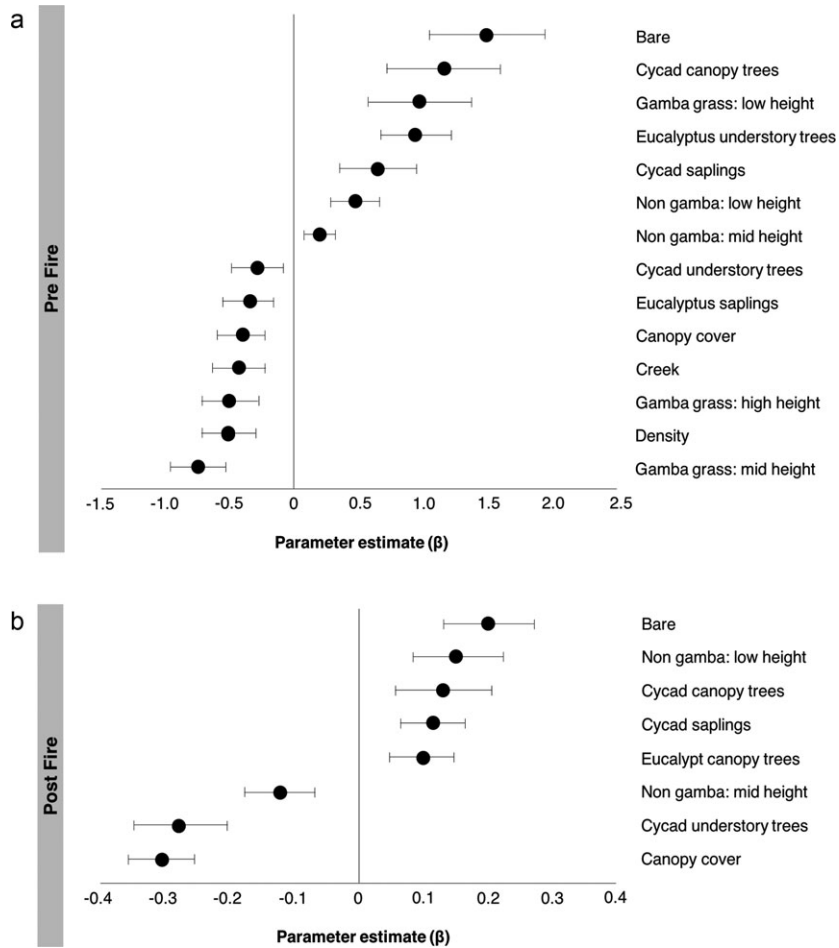 a
Pre Fire
Bare
Cycad canopy trees
Gamba grass: low height
Eucalyptus understory trees
Cycad saplings
Non gamba: low height
Non gamba: mid height
Cycad understory trees
Eucalyptus saplings
Canopy cover
Creek
Gamba grass: high height
Density
Gamba grass: mid height
-1.5 -1.0 -0.5 0 0.5 1.0 1.5 2.0 2.5
Parameter estimate (β)
b
Post Fire
Bare
Non gamba: low height
Cycad canopy trees
Cycad saplings
Eucalypt canopy trees
Non gamba: mid height
Cycad understory trees
Canopy cover
-0.4 -0.3 -0.2 -0.1 0 0.1 0.2 0.3 0.4
Parameter estimate (β)